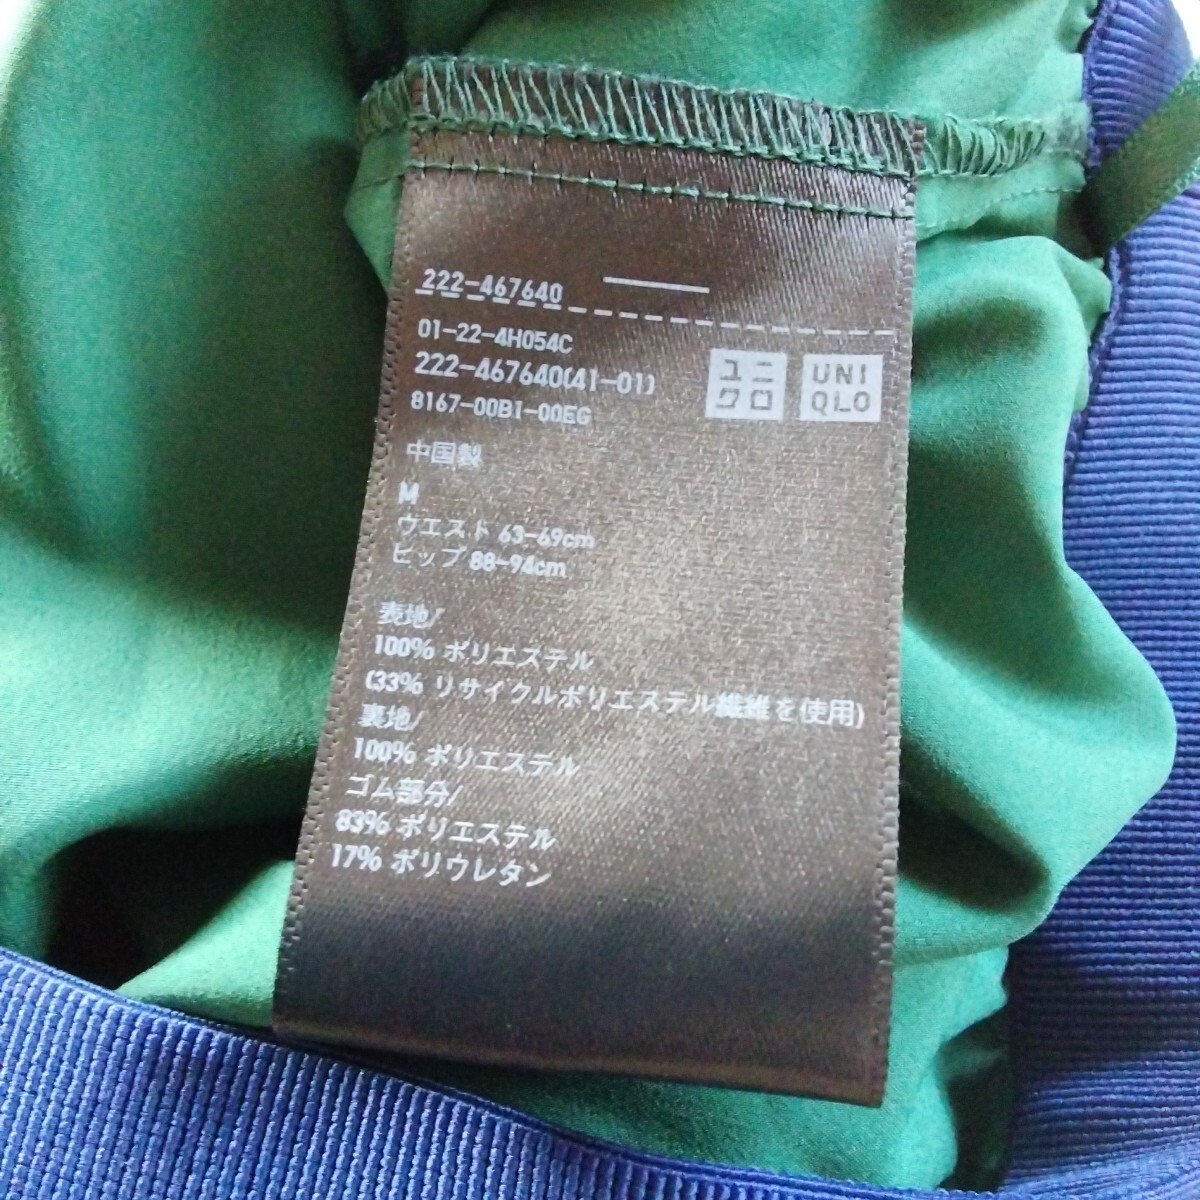 222-467640
01-22-4H054C
222-467640(41-01)
8167-00BI-00EG
ユニ
クロ
UNI
QLO
中国製
M
ウエスト 63-69cm
ヒップ 88-94cm
表地/
100% ポリエステル
(33% リサイクルポリエステル繊維を使用)
裏地/
100% ポリエステル
ゴム部分/
83% ポリエステル
17% ポリウレタン